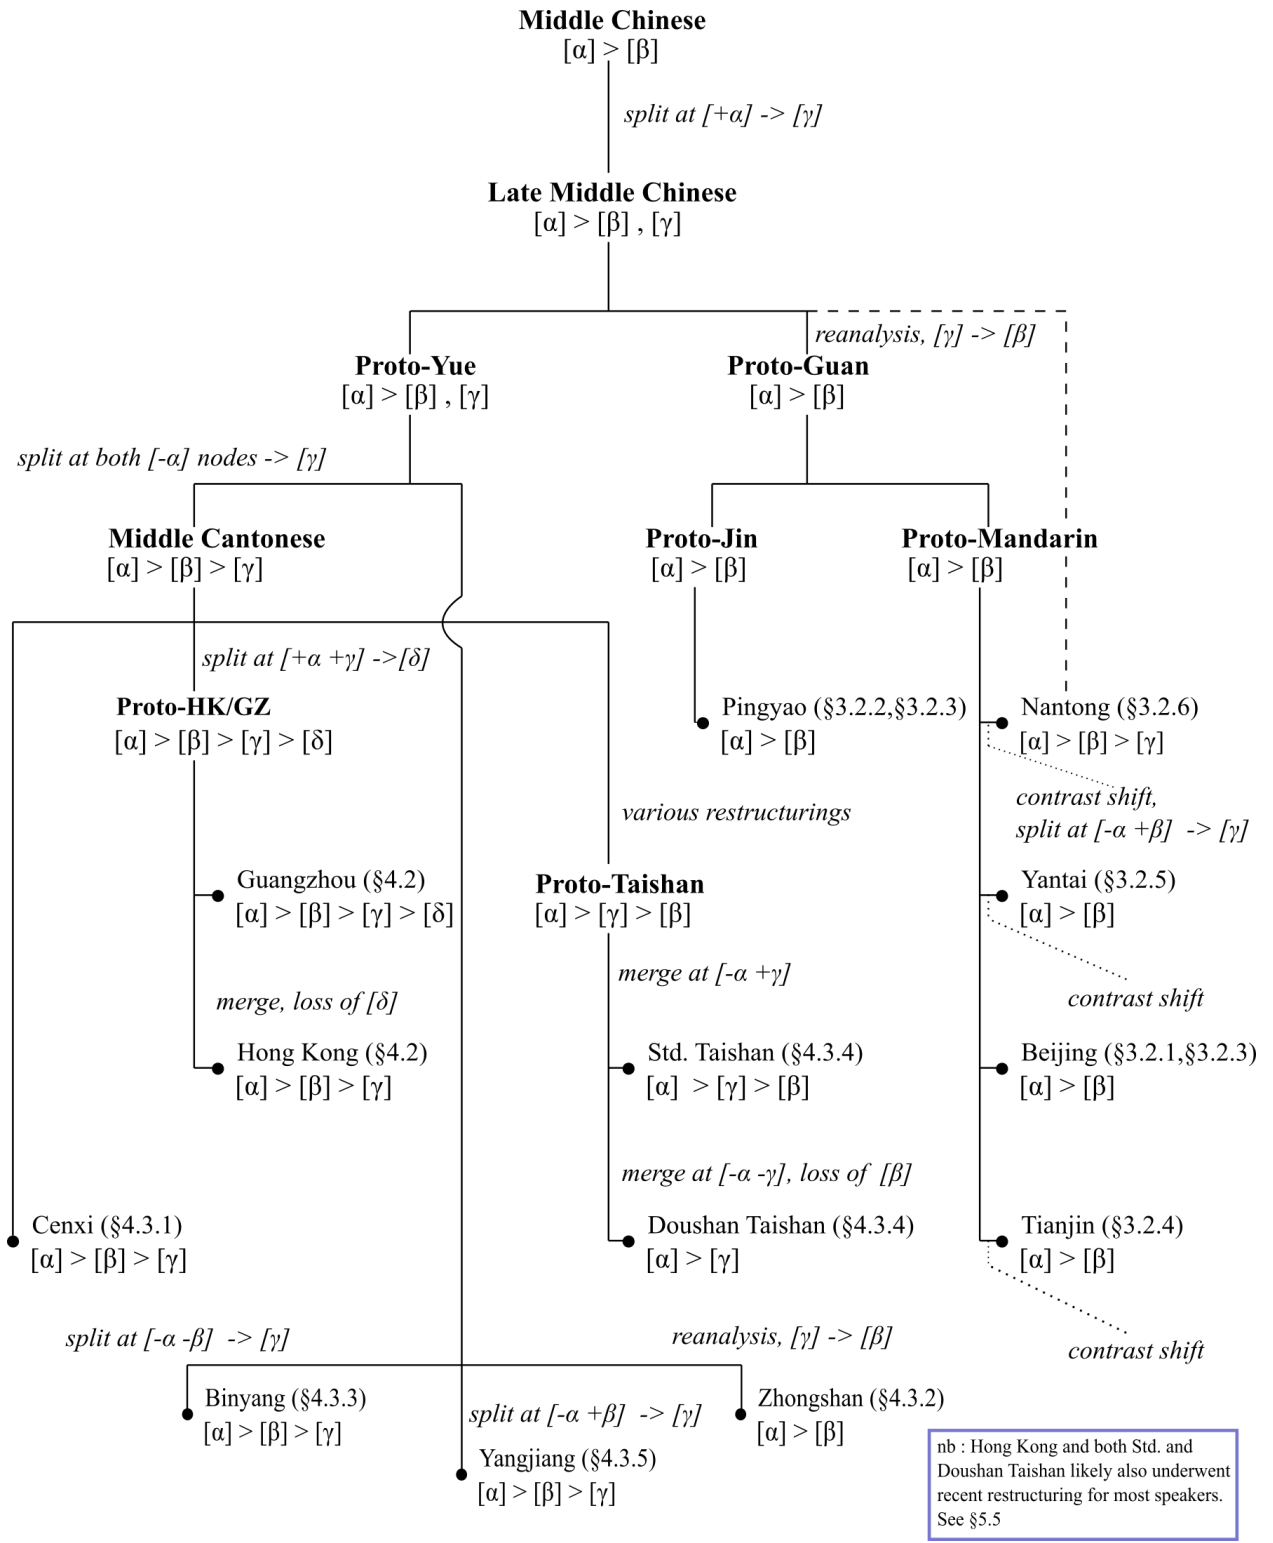 Middle Chinese
[α] > [β]
split at [+α] -> [γ]
Late Middle Chinese
[α] > [β] , [γ]
reanalysis, [γ] -> [β]
Proto-Yue
[α] > [β] , [γ]
Proto-Guan
[α] > [β]
split at both [-α] nodes -> [γ]
Middle Cantonese
[α] > [β] > [γ]
Proto-Jin
[α] > [β]
Proto-Mandarin
[α] > [β]
split at [+α +γ] ->[δ]
Proto-HK/GZ
[α] > [β] > [γ] > [δ]
Pingyao (§3.2.2,§3.2.3)
[α] > [β]
Nantong (§3.2.6)
[α] > [β] > [γ]
contrast shift,
split at [-α +β] -> [γ]
various restructurings
Guangzhou (§4.2)
[α] > [β] > [γ] > [δ]
Proto-Taishan
[α] > [γ] > [β]
Yantai (§3.2.5)
[α] > [β]
merge at [-α +γ]
contrast shift
merge, loss of [δ]
Hong Kong (§4.2)
[α] > [β] > [γ]
Std. Taishan (§4.3.4)
[α] > [γ] > [β]
Beijing (§3.2.1,§3.2.3)
[α] > [β]
merge at [-α -γ], loss of [β]
Cenxi (§4.3.1)
[α] > [β] > [γ]
Doushan Taishan (§4.3.4)
[α] > [γ]
Tianjin (§3.2.4)
[α] > [β]
contrast shift
split at [-α -β] -> [γ]
reanalysis, [γ] -> [β]
Binyang (§4.3.3)
[α] > [β] > [γ]
split at [-α +β] -> [γ]
Yangjiang (§4.3.5)
[α] > [β] > [γ]
Zhongshan (§4.3.2)
[α] > [β]
nb : Hong Kong and both Std. and
Doushan Taishan likely also underwent
recent restructuring for most speakers.
See §5.5